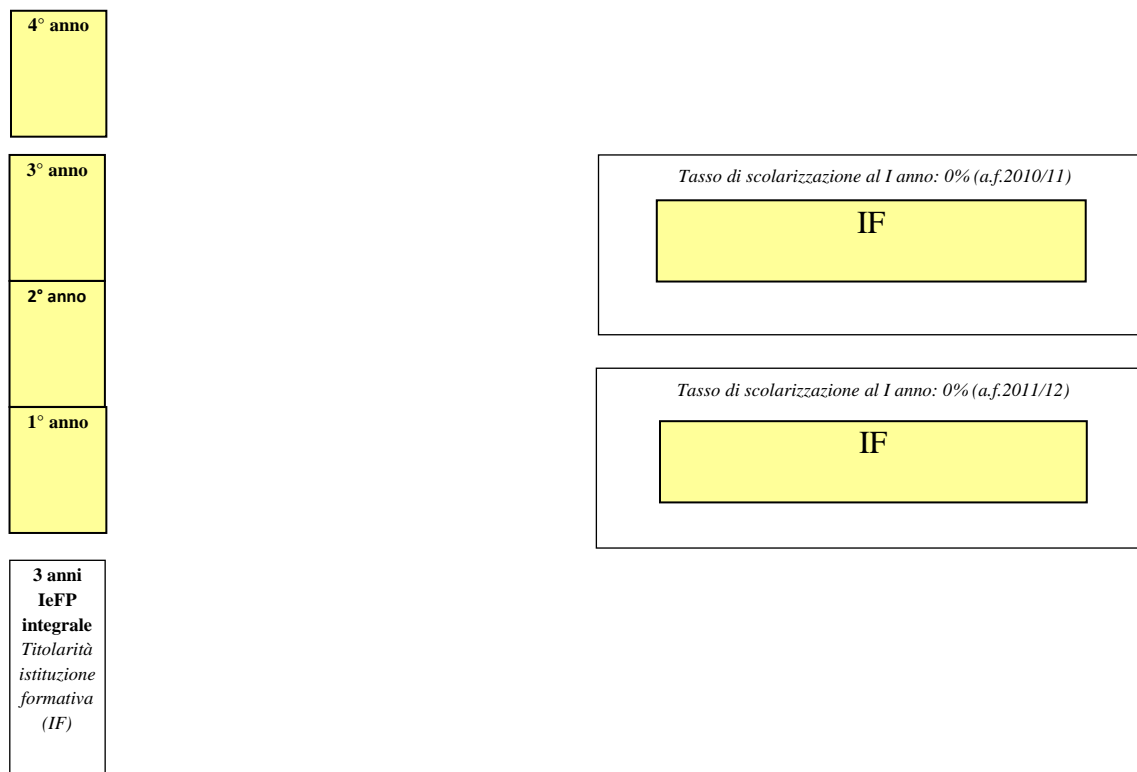 4° anno
3° anno
2° anno
1° anno
3 anni
IeFP
integrale
Titolarità
istituzione
formativa
(IF)
Tasso di scolarizzazione al I anno: 0% (a.f.2010/11)
IF
Tasso di scolarizzazione al I anno: 0% (a.f.2011/12)
IF